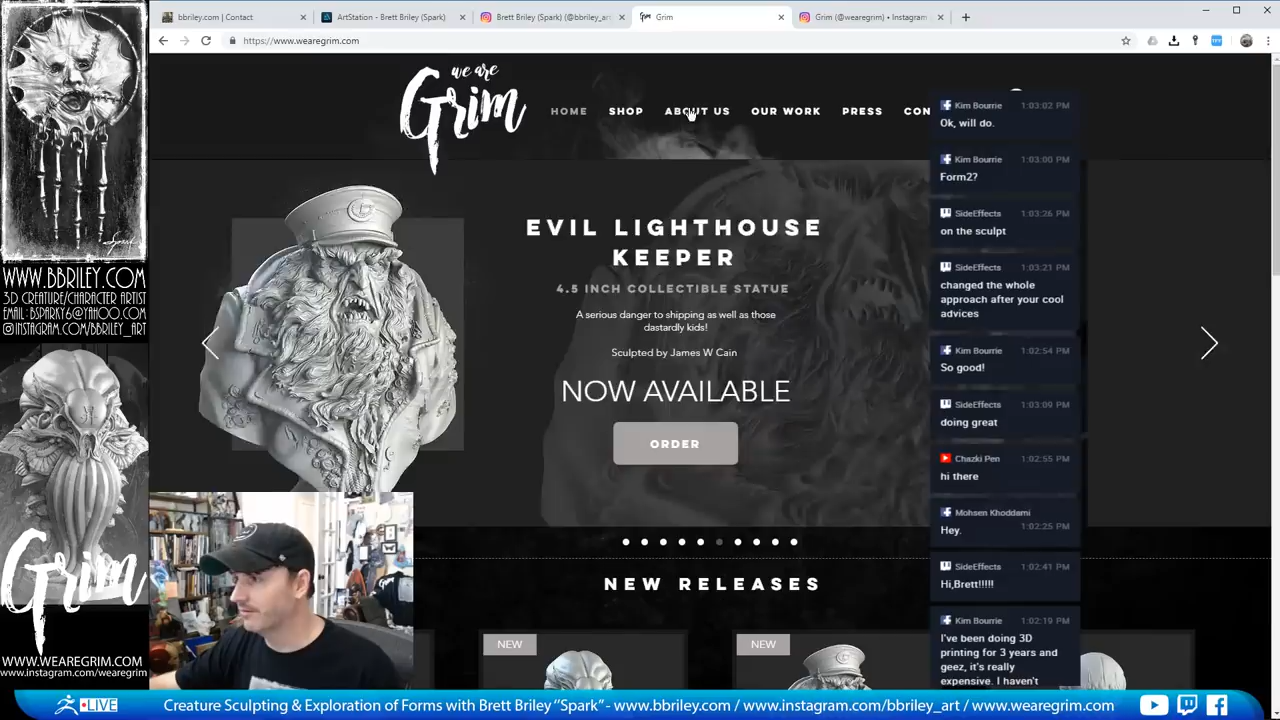 bbriley.com | Contact
ArtStation - Brett Briley (Spark)
Brett Briley (Spark) (@bbriley_ar
Grim
Grim (@wearegrim) • Instagram
https://www.wearegrim.com
we are
Grim
HOME
SHOP
ABOUT US
OUR WORK
PRESS
CON
EVIL LIGHTHOUSE
KEEPER
4.5 INCH COLLECTIBLE STATUE
A serious danger to shipping as well as those
dastardly kids!
Sculpted by James W Cain
NOW AVAILABLE
ORDER
NEW RELEASES
NEW
NEW
Kim Bourrie 1:03:02 PM
Ok, will do.
Kim Bourrie 1:03:00 PM
Form2?
SideEffects 1:03:26 PM
on the sculpt
SideEffects 1:03:21 PM
changed the whole
approach after your cool
advices
Kim Bourrie 1:02:54 PM
So good!
SideEffects 1:03:09 PM
doing great
Chazki Pen 1:02:55 PM
hi there
Mohsen Khoddami
1:02:25 PM
Hey.
SideEffects 1:02:41 PM
Hi,Brett!!!!!
Kim Bourrie 1:02:19 PM
I've been doing 3D
printing for 3 years and
geez, it's really
expensive. I haven't
Spark
WWW.BBRILEY.COM
3D CREATURE/CHARACTER ARTIST
EMAIL: BSPARKY6@YAHOO.COM
INSTAGRAM.COM/BBRILEY_ART
Grim
WWW.WEAREGRIM.COM
www.instagram.com/wearegrim
LIVE
Creature Sculpting & Exploration of Forms with Brett Briley "Spark" - www.bbriley.com / www.instagram.com/bbriley_art / www.wearegrim.com